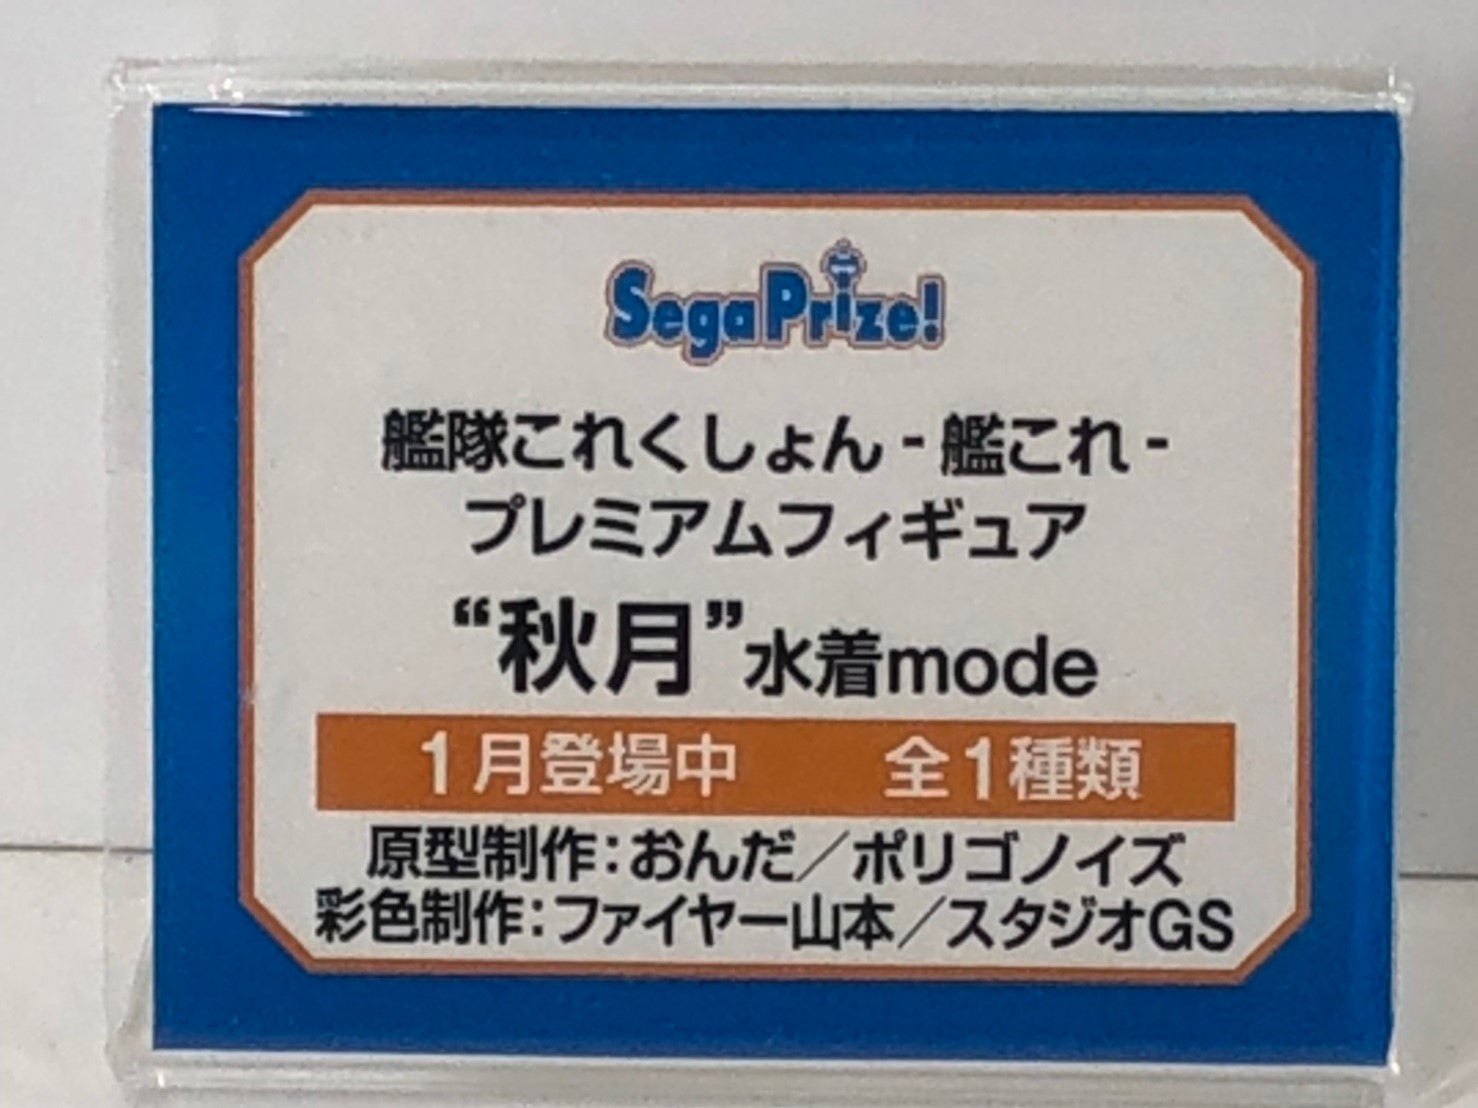 Sega Prize!
艦隊これくしょん - 艦これ -
プレミアムフィギュア
“秋月”水着mode
1月登場中 全1種類
原型制作：おんだ／ポリゴノイズ
彩色制作：ファイヤー山本／スタジオGS